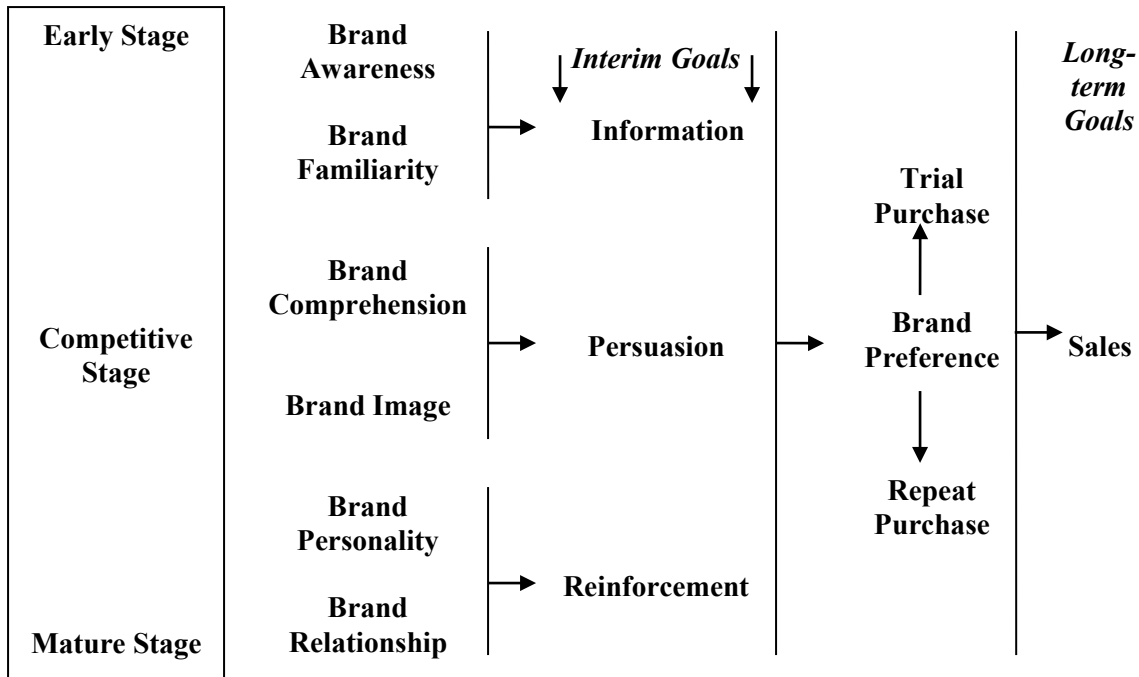 Early Stage
Brand
Awareness
Interim Goals
Long-
term
Goals
Brand
Familiarity
Information
Trial
Purchase
Brand
Comprehension
Competitive
Stage
Persuasion
Brand
Preference
Sales
Brand Image
Repeat
Purchase
Brand
Personality
Reinforcement
Brand
Relationship
Mature Stage